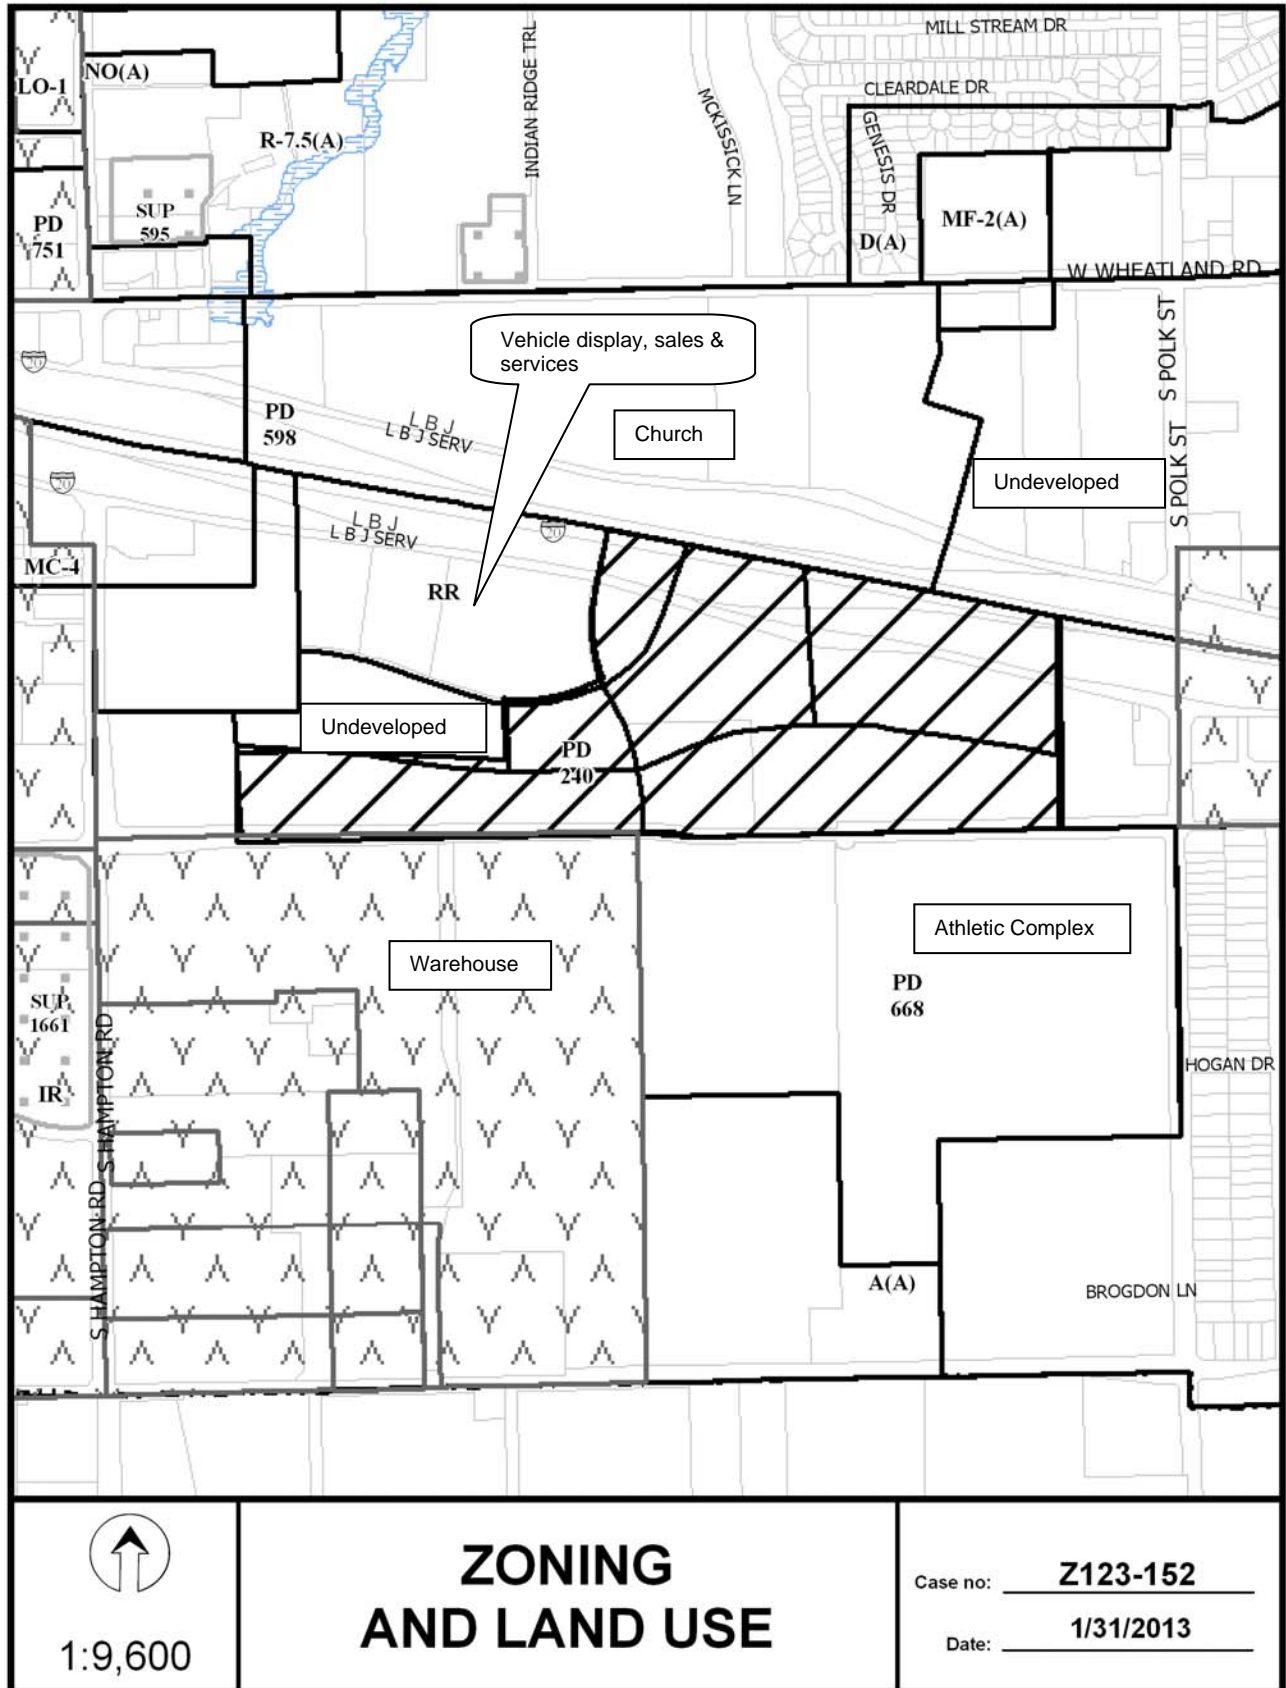 MILL STREAM DR
LO-1
NO(A)
CLEARDALE DR
INDIAN RIDGE TRL
MCKISSICK LN
GENESIS DR
R-7.5(A)
PD
751
SUP
595
D(A)
MF-2(A)
W WHEATLAND RD
S POLK ST
S POLK ST
Vehicle display, sales &
services
20
PD
598
L B J
L B J SERV
Church
Undeveloped
20
L B J
L B J SERV
20
MC-4
RR
Undeveloped
PD
240
Warehouse
Athletic Complex
PD
668
SUP
1661
IR
S HAMPTON RD
S HAMPTON RD
HOGAN DR
A(A)
BROGDON LN
1:9,600
ZONING
AND LAND USE
Case no: Z123-152
Date: 1/31/2013